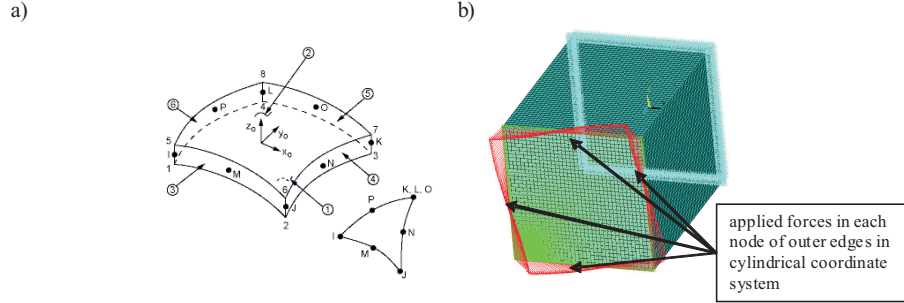 a)
b)
②
8
L
⑥
P
4
O
⑤
5
z₀
y₀
7
I
x₀
K
1
N
3
③
M
6
④
J
①
2
K, L, O
P
I
N
M
J
applied forces in each
node of outer edges in
cylindrical coordinate
system